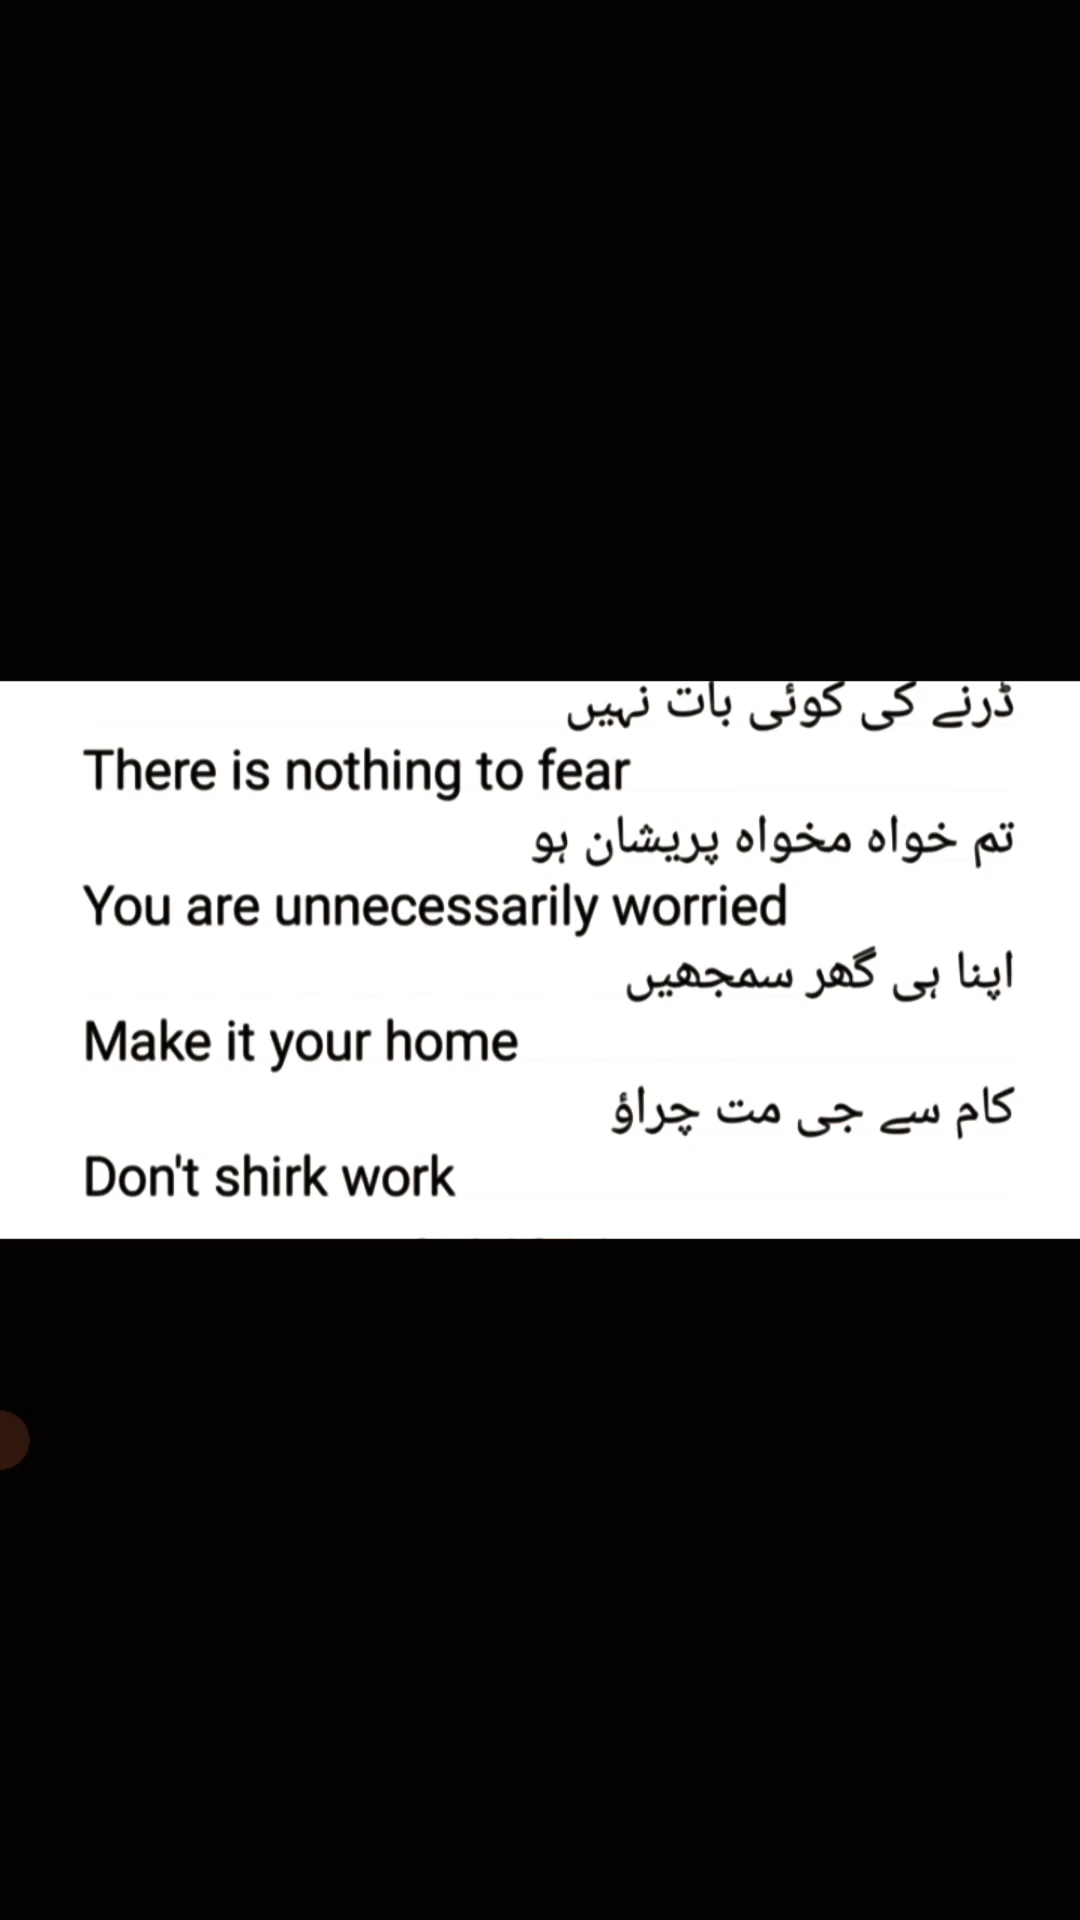 ڈرنے کی کوئی بات نہیں
There is nothing to fear
تم خواہ مخواہ پریشان ہو
You are unnecessarily worried
اپنا ہی گھر سمجھیں
Make it your home
کام سے جی مت چراؤ
Don't shirk work